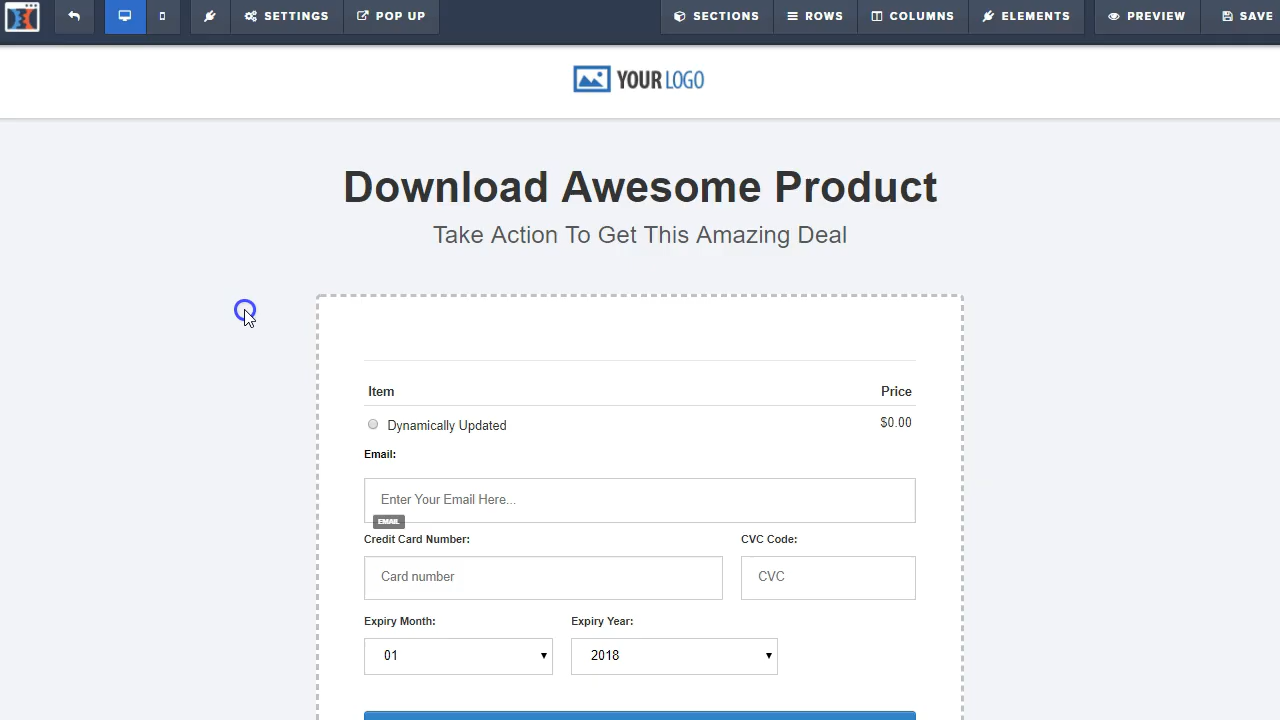 SETTINGS POP UP SECTIONS ROWS COLUMNS ELEMENTS PREVIEW SAVE
YOUR LOGO
Download Awesome Product
Take Action To Get This Amazing Deal
Item Price
Dynamically Updated $0.00
Email:
Enter Your Email Here...
EMAIL
Credit Card Number: CVC Code:
Card number CVC
Expiry Month: Expiry Year:
01 2018